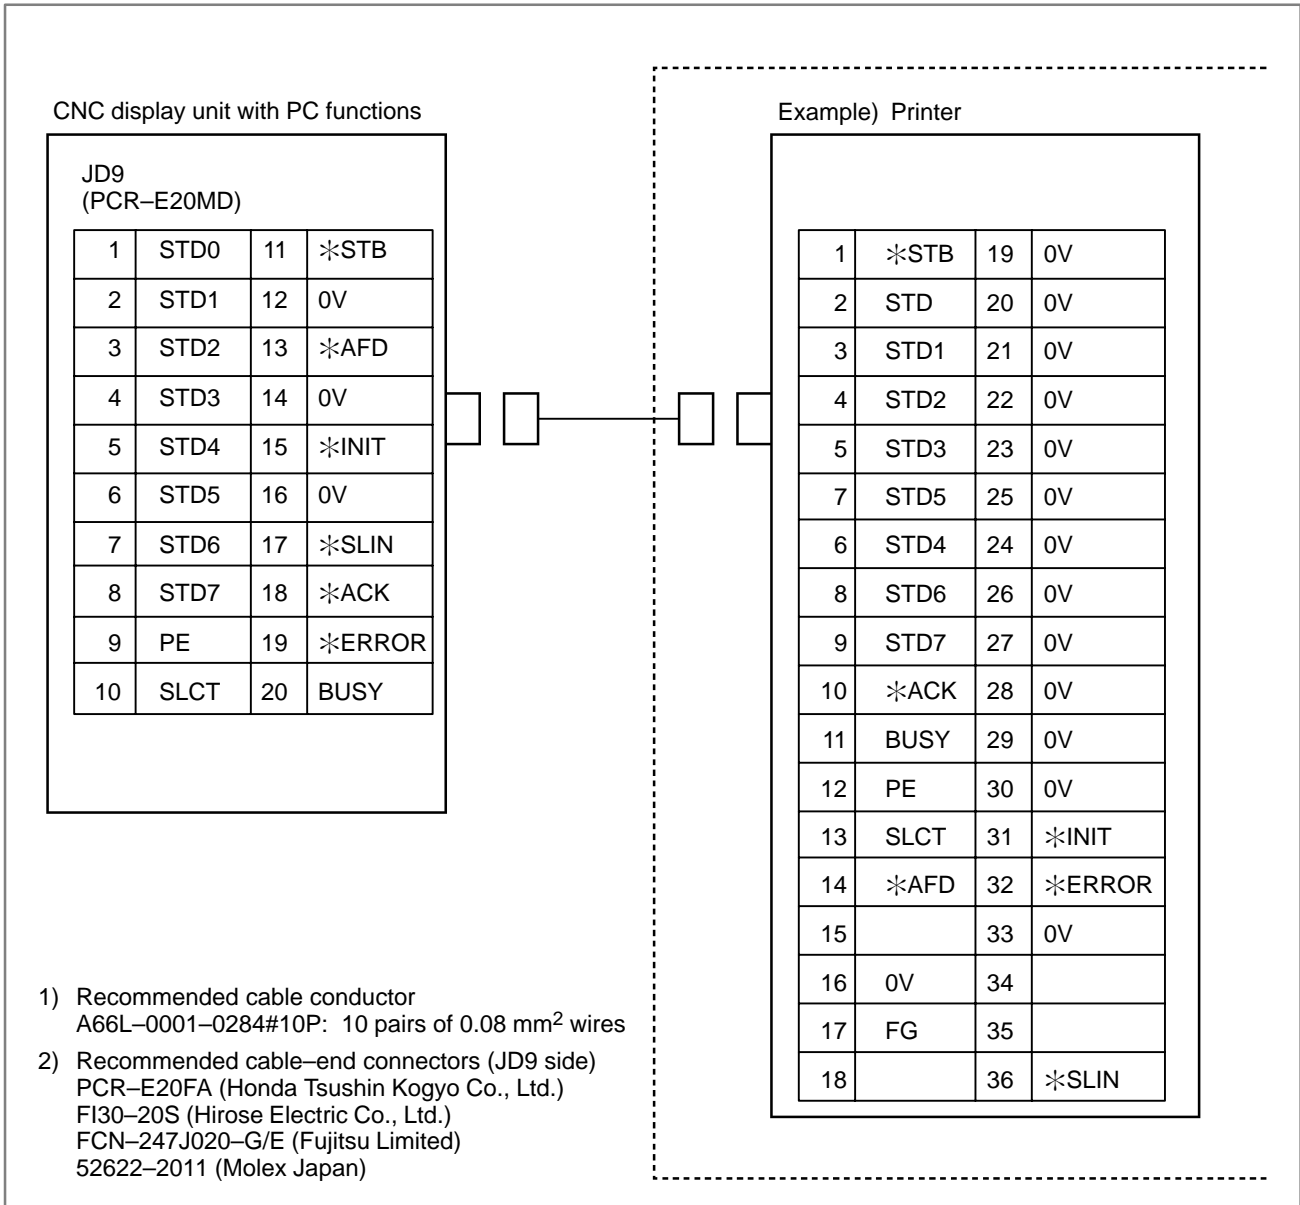 CNC display unit with PC functions
JD9
(PCR–E20MD)
1 STD0 11 ✳STB
2 STD1 12 0V
3 STD2 13 ✳AFD
4 STD3 14 0V
5 STD4 15 ✳INIT
6 STD5 16 0V
7 STD6 17 ✳SLIN
8 STD7 18 ✳ACK
9 PE 19 ✳ERROR
10 SLCT 20 BUSY
Example) Printer
1 ✳STB 19 0V
2 STD 20 0V
3 STD1 21 0V
4 STD2 22 0V
5 STD3 23 0V
7 STD5 25 0V
6 STD4 24 0V
8 STD6 26 0V
9 STD7 27 0V
10 ✳ACK 28 0V
11 BUSY 29 0V
12 PE 30 0V
13 SLCT 31 ✳INIT
14 ✳AFD 32 ✳ERROR
15 33 0V
16 0V 34
17 FG 35
18 36 ✳SLIN
1) Recommended cable conductor
A66L–0001–0284#10P: 10 pairs of 0.08 mm² wires
2) Recommended cable–end connectors (JD9 side)
PCR–E20FA (Honda Tsushin Kogyo Co., Ltd.)
FI30–20S (Hirose Electric Co., Ltd.)
FCN–247J020–G/E (Fujitsu Limited)
52622–2011 (Molex Japan)